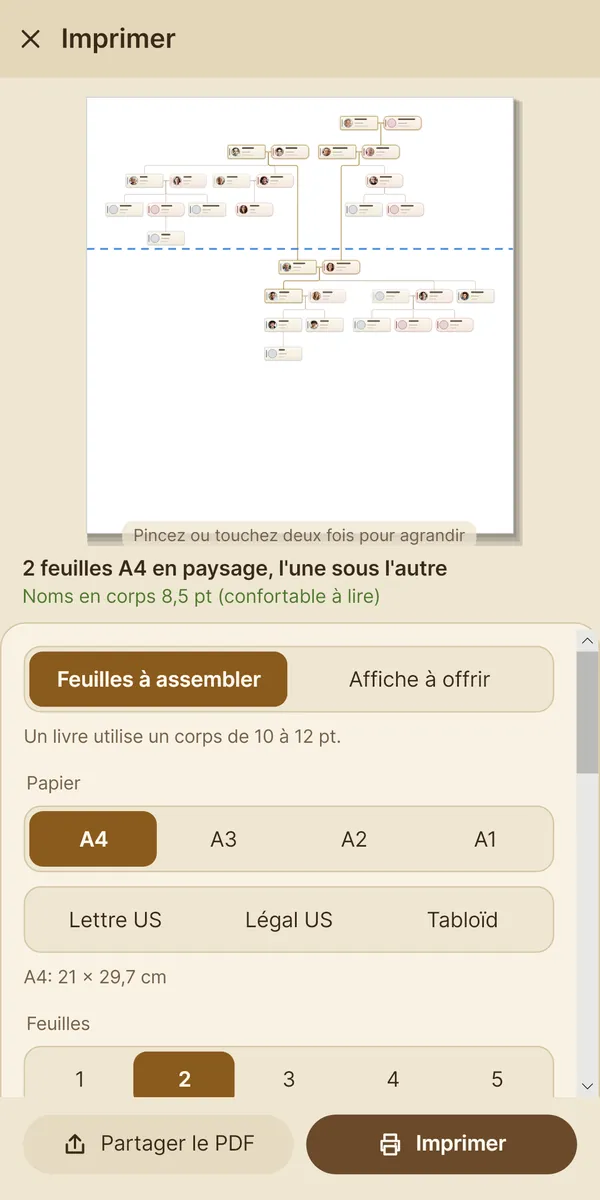 Imprimer
Pincez ou touchez deux fois pour agrandir
2 feuilles A4 en paysage, l'une sous l'autre
Noms en corps 8,5 pt (confortable à lire)
Feuilles à assembler
Affiche à offrir
Un livre utilise un corps de 10 à 12 pt.
Papier
A4
A3
A2
A1
Lettre US
Légal US
Tabloïd
A4: 21 × 29,7 cm
Feuilles
1
2
3
4
5
Partager le PDF
Imprimer